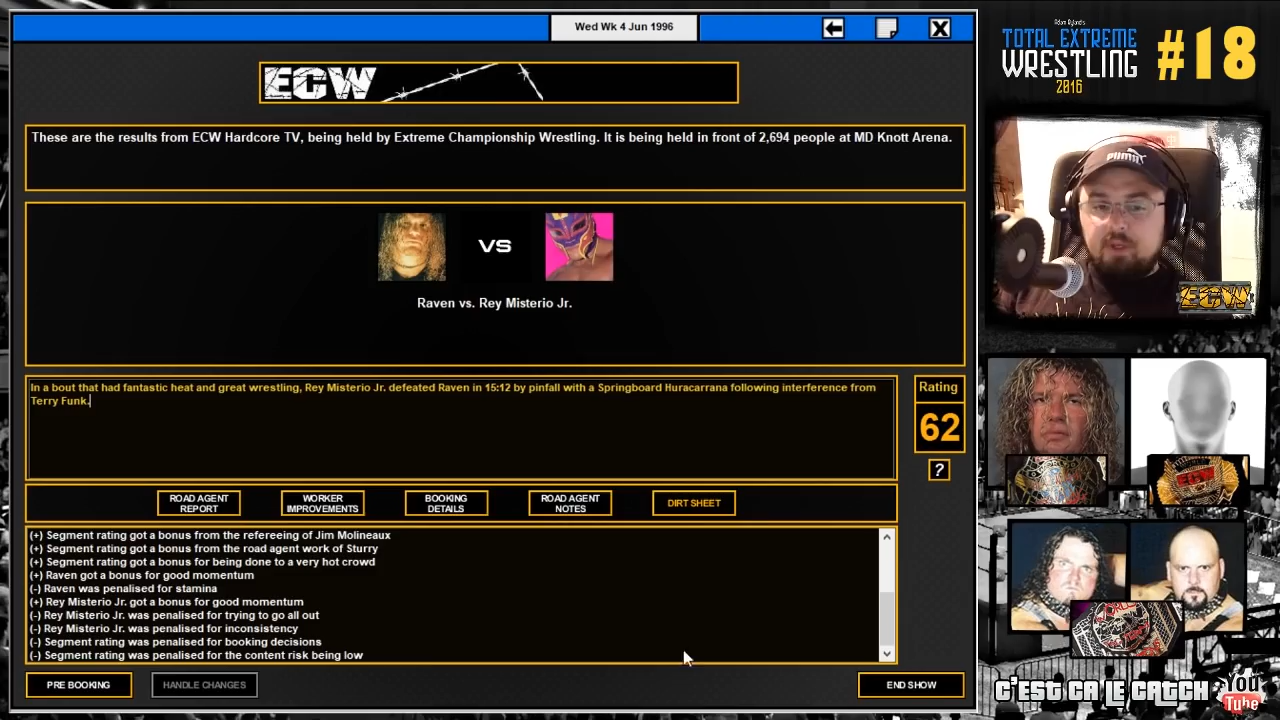 Wed Wk 4 Jun 1996
Adam Ryland's
TOTAL EXTREME
WRESTLING
2016
#18
ECW
These are the results from ECW Hardcore TV, being held by Extreme Championship Wrestling. It is being held in front of 2,694 people at MD Knott Arena.
VS
Raven vs. Rey Misterio Jr.
PUMA
ECW
In a bout that had fantastic heat and great wrestling, Rey Misterio Jr. defeated Raven in 15:12 by pinfall with a Springboard Huracarrana following interference from
Terry Funk.
Rating
62
?
ROAD AGENT
REPORT
WORKER
IMPROVEMENTS
BOOKING
DETAILS
ROAD AGENT
NOTES
DIRT SHEET
ECW
(+) Segment rating got a bonus from the refereeing of Jim Molineaux
(+) Segment rating got a bonus from the road agent work of Sturry
(+) Segment rating got a bonus for being done to a very hot crowd
(+) Raven got a bonus for good momentum
(-) Raven was penalised for stamina
(+) Rey Misterio Jr. got a bonus for good momentum
(-) Rey Misterio Jr. was penalised for trying to go all out
(-) Rey Misterio Jr. was penalised for inconsistency
(-) Segment rating was penalised for booking decisions
(-) Segment rating was penalised for the content risk being low
PRE BOOKING
HANDLE CHANGES
END SHOW
C'EST CA LE CATCH
You
Tube